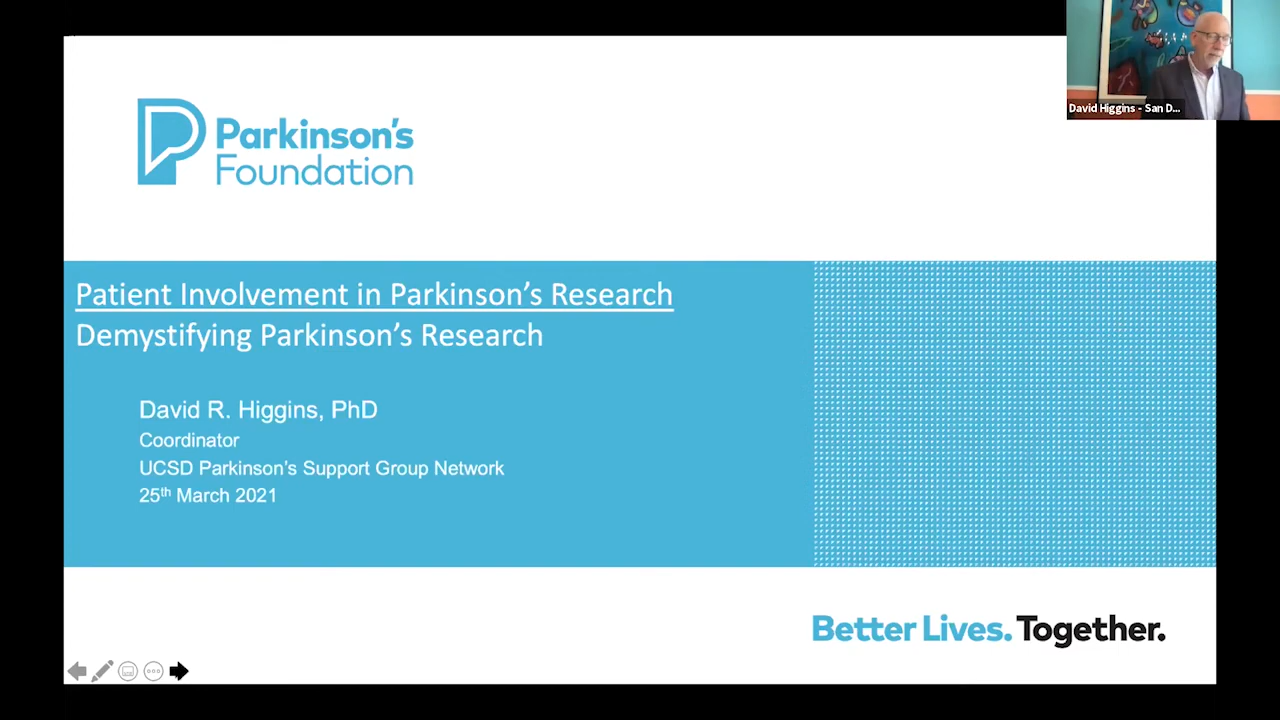 David Higgins - San D...
Parkinson's
Foundation
Patient Involvement in Parkinson's Research
Demystifying Parkinson's Research
David R. Higgins, PhD
Coordinator
UCSD Parkinson's Support Group Network
25th March 2021
Better Lives. Together.